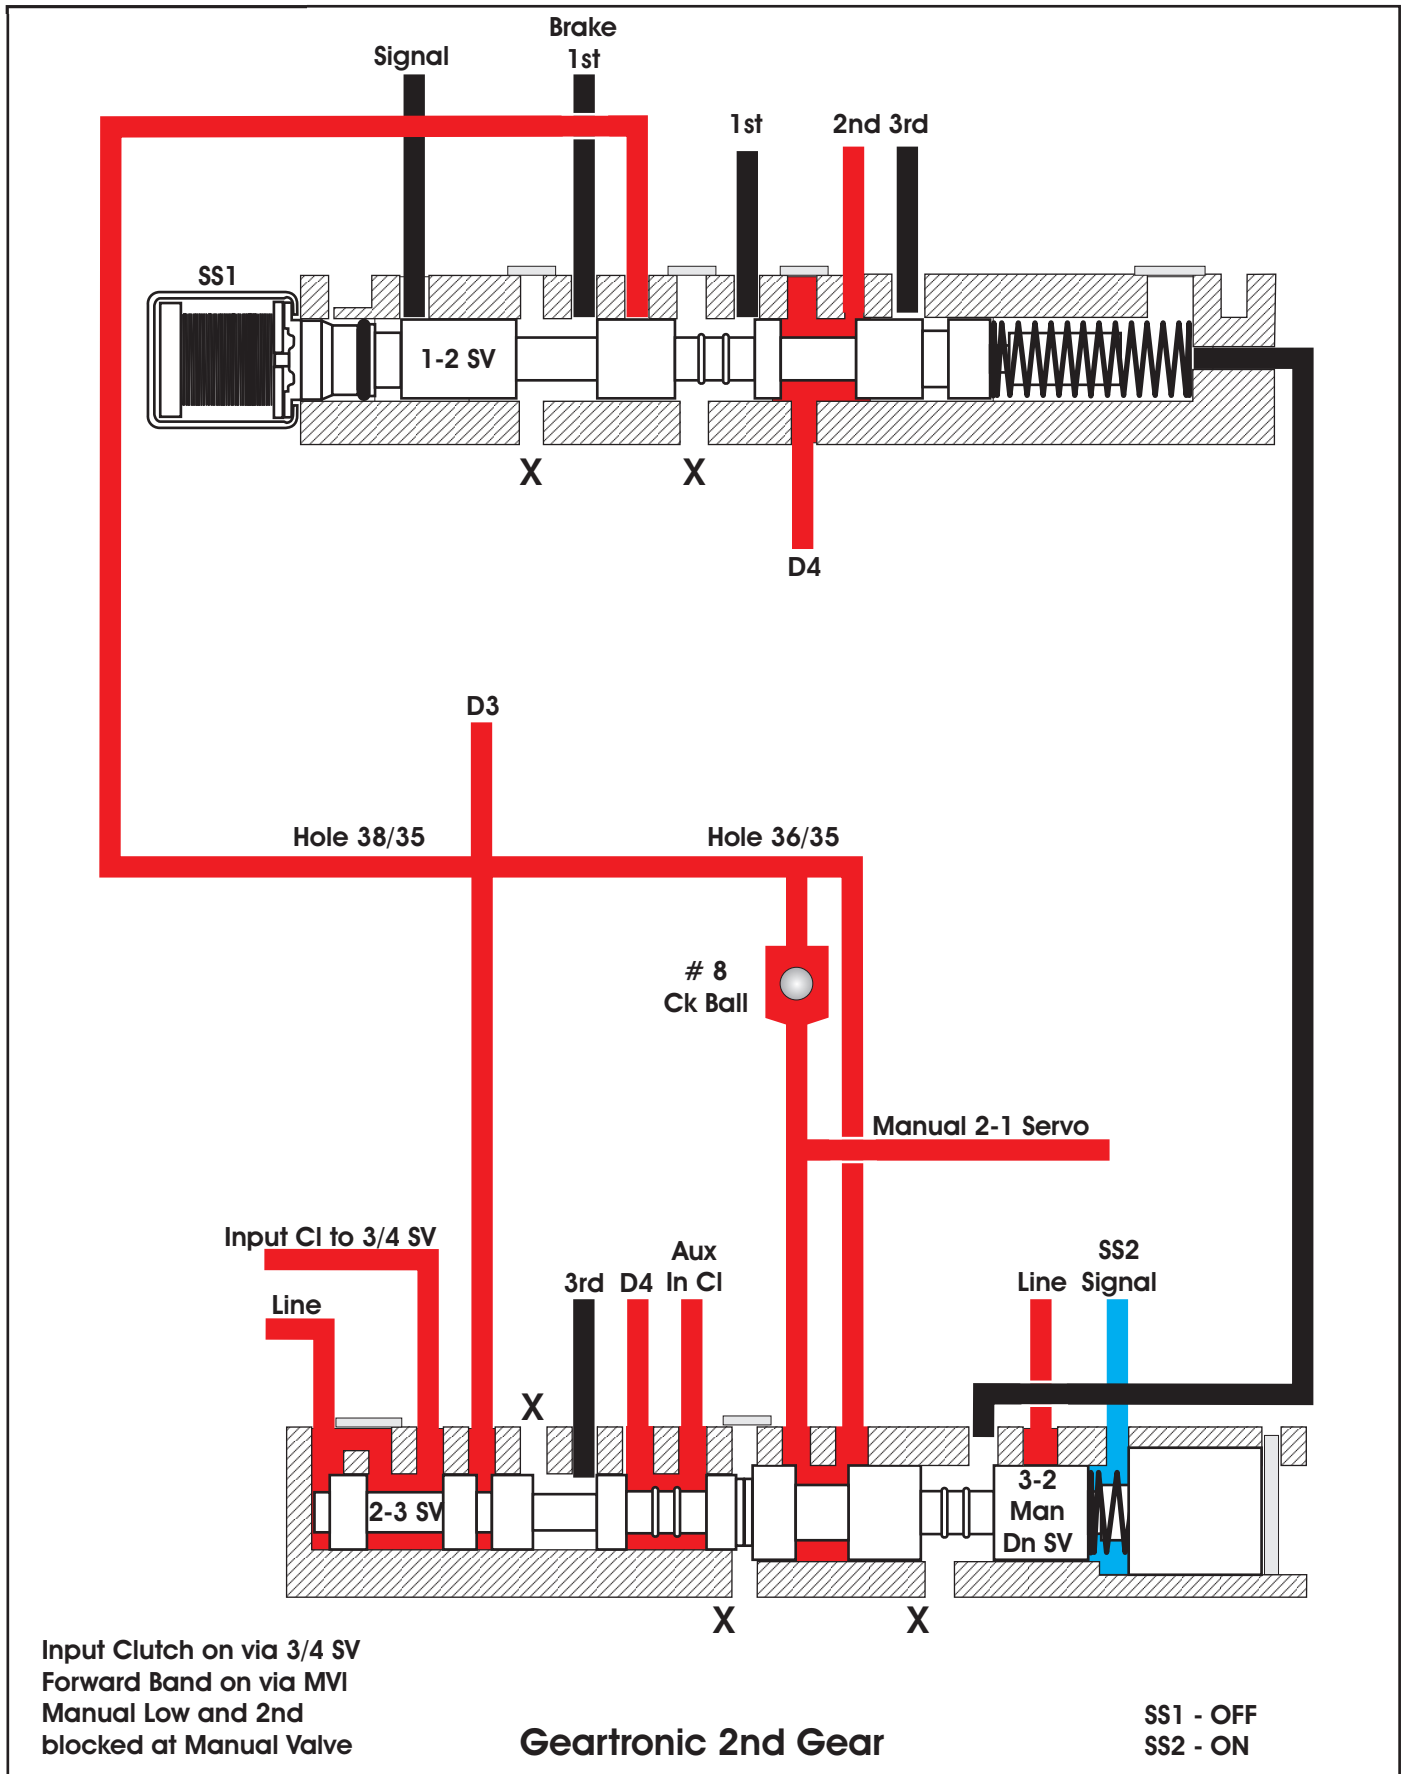 Brake
1st
Signal
1st
2nd 3rd
SS1
1-2 SV
X
X
D4
D3
Hole 38/35
Hole 36/35
# 8
Ck Ball
Manual 2-1 Servo
Input Cl to 3/4 SV
Line
3rd
D4
Aux
In Cl
Line
SS2
Signal
X
2-3 SV
3-2
Man
Dn SV
X
X
Input Clutch on via 3/4 SV
Forward Band on via MVl
Manual Low and 2nd
blocked at Manual Valve
Geartronic 2nd Gear
SS1 - OFF
SS2 - ON